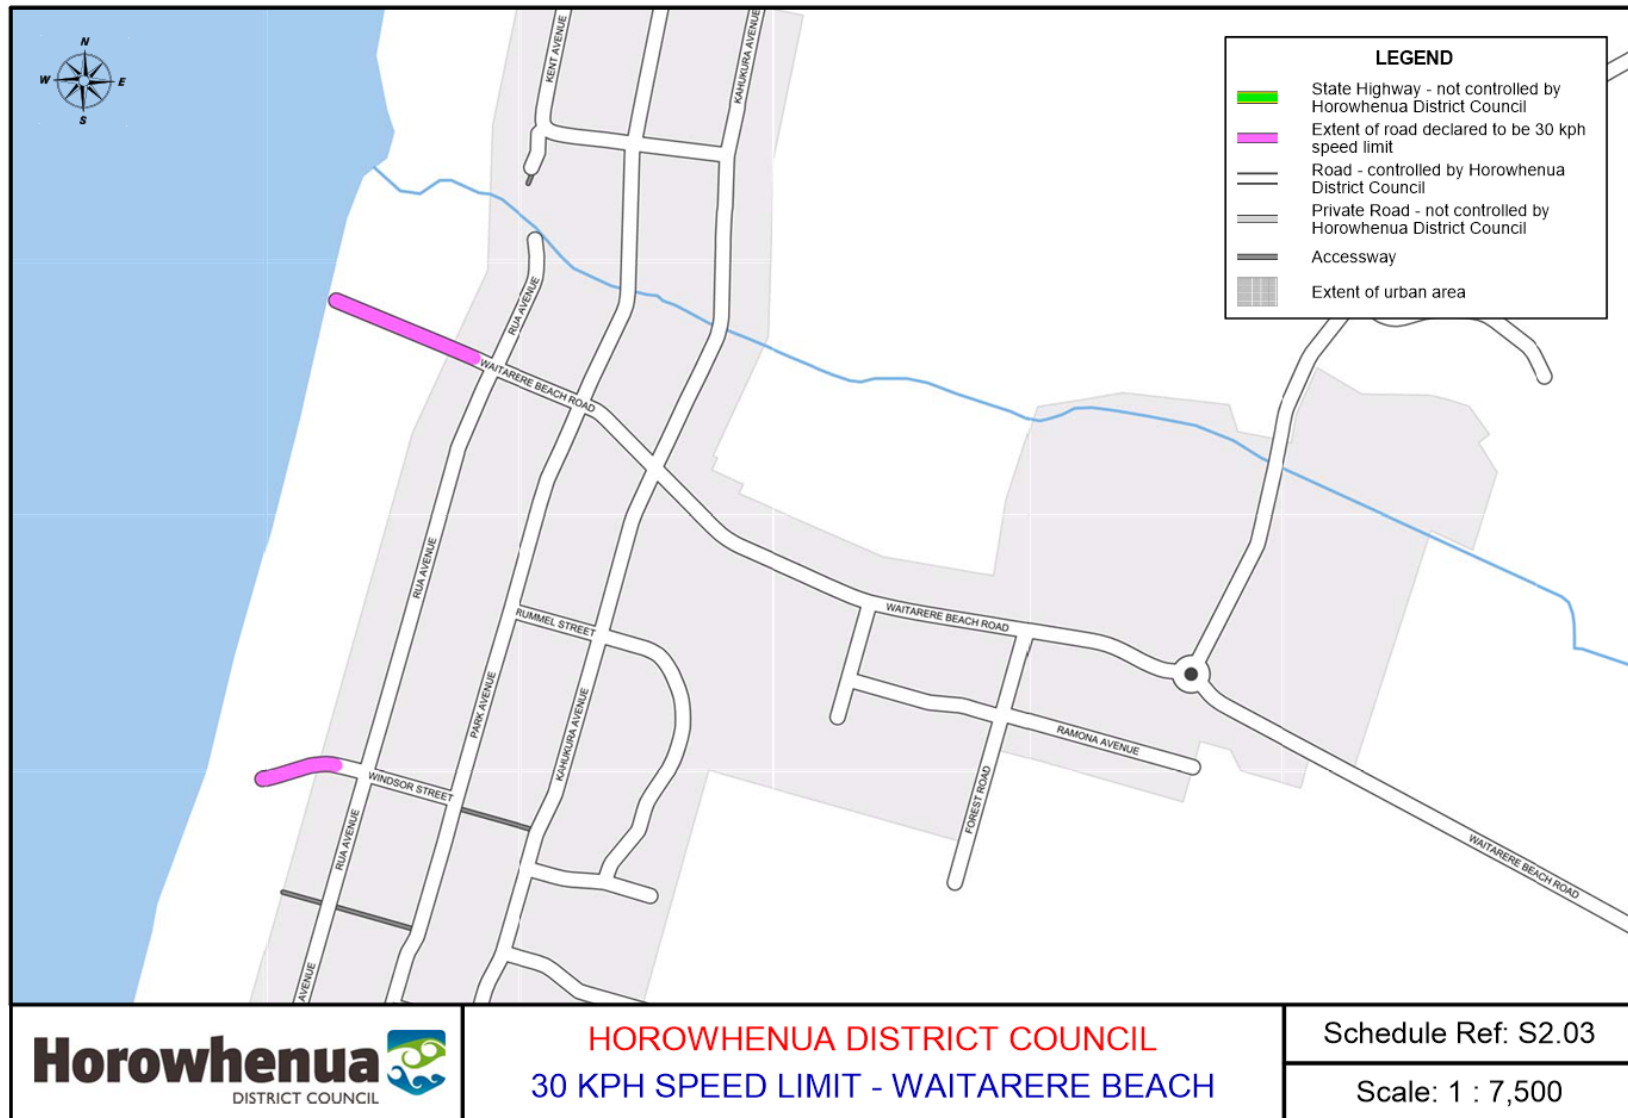 N
W
E
S
KENT AVENUE
KAHUKURA AVENUE
LEGEND
State Highway - not controlled by
Horowhenua District Council
Extent of road declared to be 30 kph
speed limit
Road - controlled by Horowhenua
District Council
Private Road - not controlled by
Horowhenua District Council
Accessway
Extent of urban area
RUA AVENUE
WAITARERE BEACH ROAD
RUA AVENUE
RUMMEL STREET
WAITARERE BEACH ROAD
PARK AVENUE
KAHUKURA AVENUE
RAMONA AVENUE
WINDSOR STREET
FOREST ROAD
RUA AVENUE
WAITARERE BEACH ROAD
AVENUE
Horowhenua
DISTRICT COUNCIL
HOROWHENUA DISTRICT COUNCIL
30 KPH SPEED LIMIT - WAITARERE BEACH
Schedule Ref: S2.03
Scale: 1 : 7,500